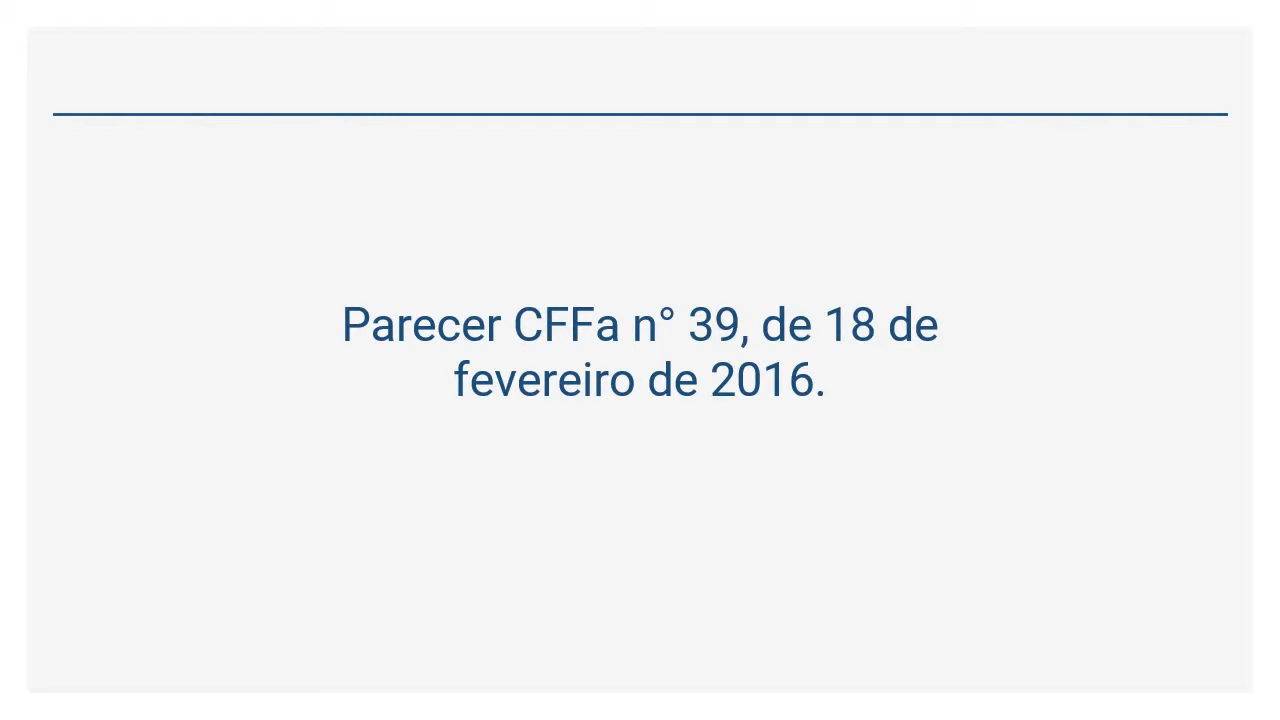 Parecer CFFa n° 39, de 18 de
fevereiro de 2016.